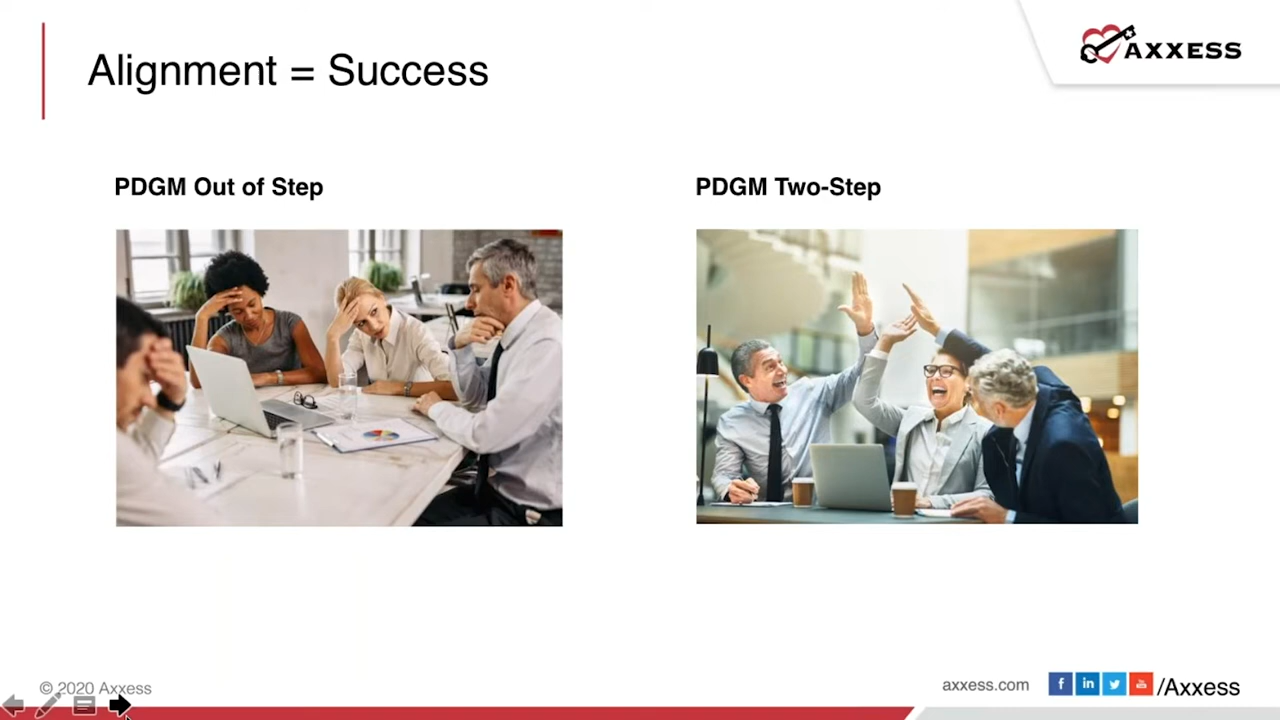 Alignment = Success
AXXESS
PDGM Out of Step
PDGM Two-Step
© 2020 Axxess
axxess.com
/Axxess